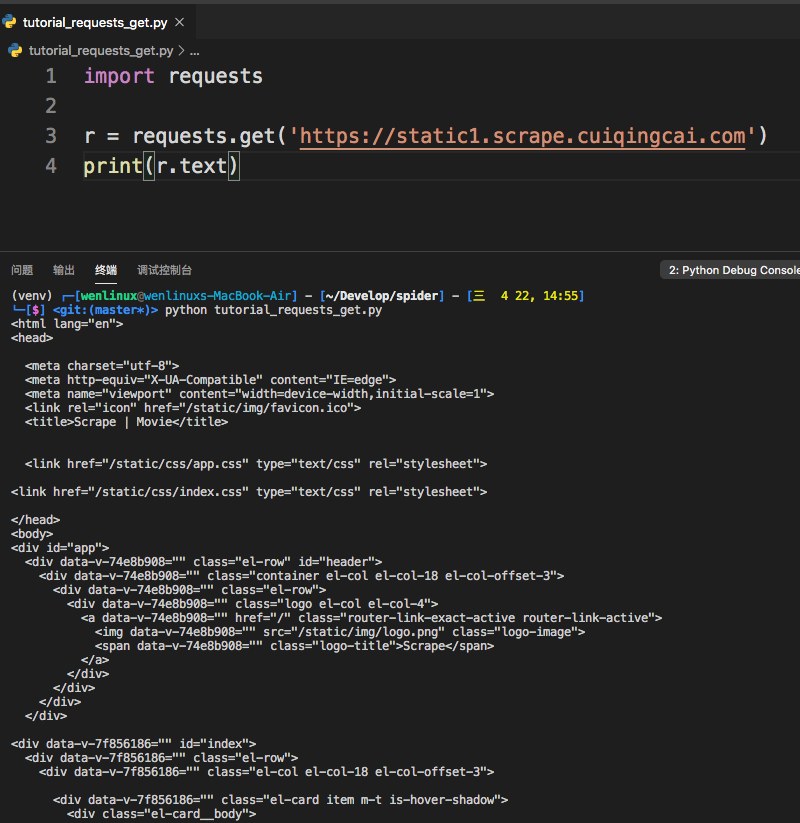 tutorial_requests_get.py ×
tutorial_requests_get.py > ...
1 import requests
2
3 r = requests.get('https://static1.scrape.cuiqingcai.com')
4 print(r.text)
问题 输出 终端 调试控制台 2: Python Debug Console
(venv) ┌─[wenlinux@wenlinuxs-MacBook-Air] - [~/Develop/spider] - [三  4 22, 14:55]
└─[$] <git:(master*)> python tutorial_requests_get.py
<html lang="en">
<head>
  <meta charset="utf-8">
  <meta http-equiv="X-UA-Compatible" content="IE=edge">
  <meta name="viewport" content="width=device-width,initial-scale=1">
  <link rel="icon" href="/static/img/favicon.ico">
  <title>Scrape | Movie</title>
  <link href="/static/css/app.css" type="text/css" rel="stylesheet">
<link href="/static/css/index.css" type="text/css" rel="stylesheet">
</head>
<body>
<div id="app">
  <div data-v-74e8b908="" class="el-row" id="header">
    <div data-v-74e8b908="" class="container el-col el-col-18 el-col-offset-3">
      <div data-v-74e8b908="" class="el-row">
        <div data-v-74e8b908="" class="logo el-col el-col-4">
          <a data-v-74e8b908="" href="/" class="router-link-exact-active router-link-active">
            <img data-v-74e8b908="" src="/static/img/logo.png" class="logo-image">
            <span data-v-74e8b908="" class="logo-title">Scrape</span>
          </a>
        </div>
      </div>
    </div>
  </div>
<div data-v-7f856186="" id="index">
  <div data-v-7f856186="" class="el-row">
    <div data-v-7f856186="" class="el-col el-col-18 el-col-offset-3">
      <div data-v-7f856186="" class="el-card item m-t is-hover-shadow">
        <div class="el-card__body">